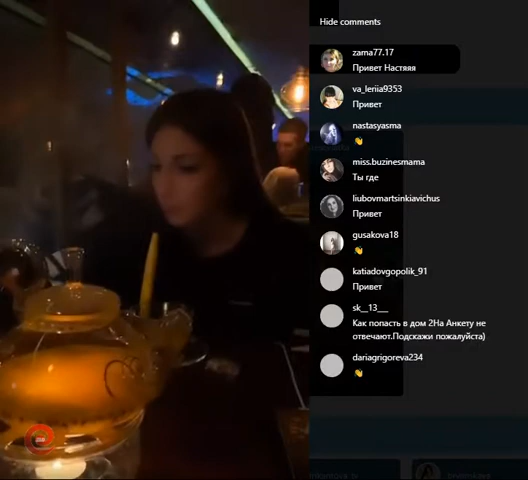 Hide comments
zama77.17
Привет Настяяя
va_leriia9353
Привет
nastasyasma
👋
miss.buzinesmama
Ты где
liubovmartsinkiavichus
Привет
gusakova18
👋
katiadovgopolik_91
Привет
sk__13___
Как попасть в дом 2На Анкету не
отвечают.Подскажи пожалуйста)
dariagrigoreva234
👋